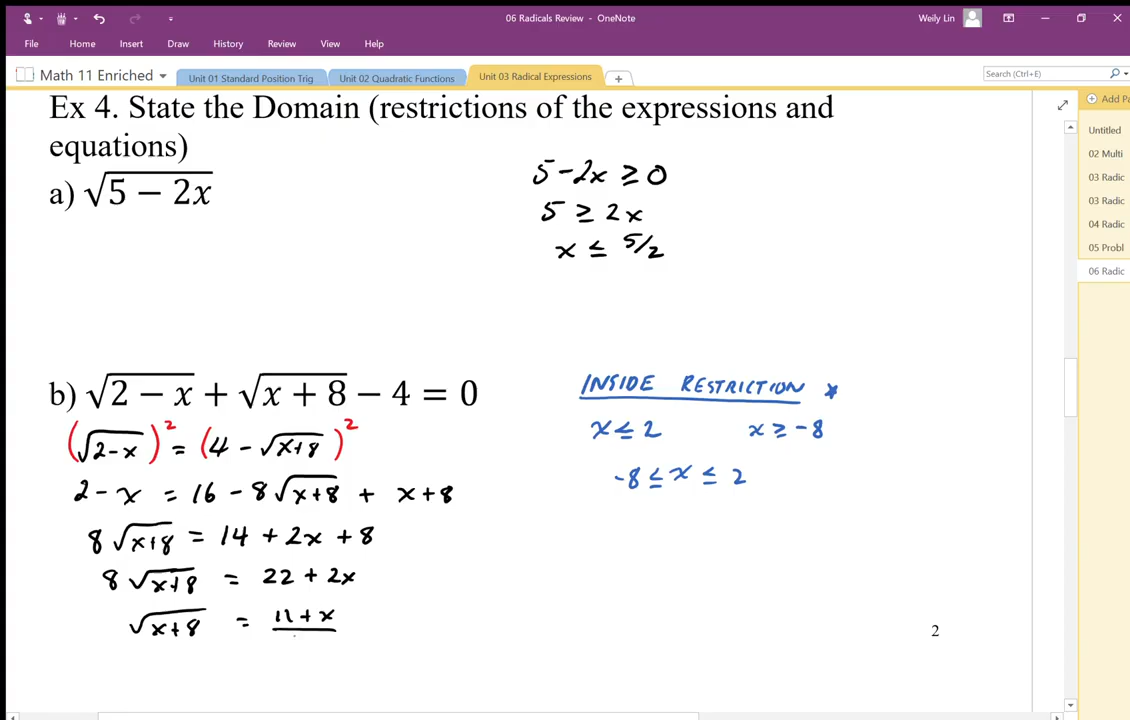 06 Radicals Review - OneNote
Weily Lin
File Home Insert Draw History Review View Help
Math 11 Enriched
Unit 01 Standard Position Trig
Unit 02 Quadratic Functions
Unit 03 Radical Expressions
Search (Ctrl+E)
Add Pa
Untitled
02 Multi
03 Radic
03 Radic
04 Radic
05 Probl
06 Radic
Ex 4. State the Domain (restrictions of the expressions and
equations)
a) √(5 − 2x)
5 - 2x ≥ 0
5 ≥ 2x
x ≤ 5/2
b) √(2 − x) + √(x + 8) − 4 = 0
(√(2-x))² = (4 - √(x+8))²
2 - x = 16 - 8√(x+8) + x+8
8√(x+8) = 14 + 2x + 8
8√(x+8) = 22 + 2x
√(x+8) = 11 + x
INSIDE RESTRICTION *
x ≤ 2 x ≥ -8
-8 ≤ x ≤ 2
2